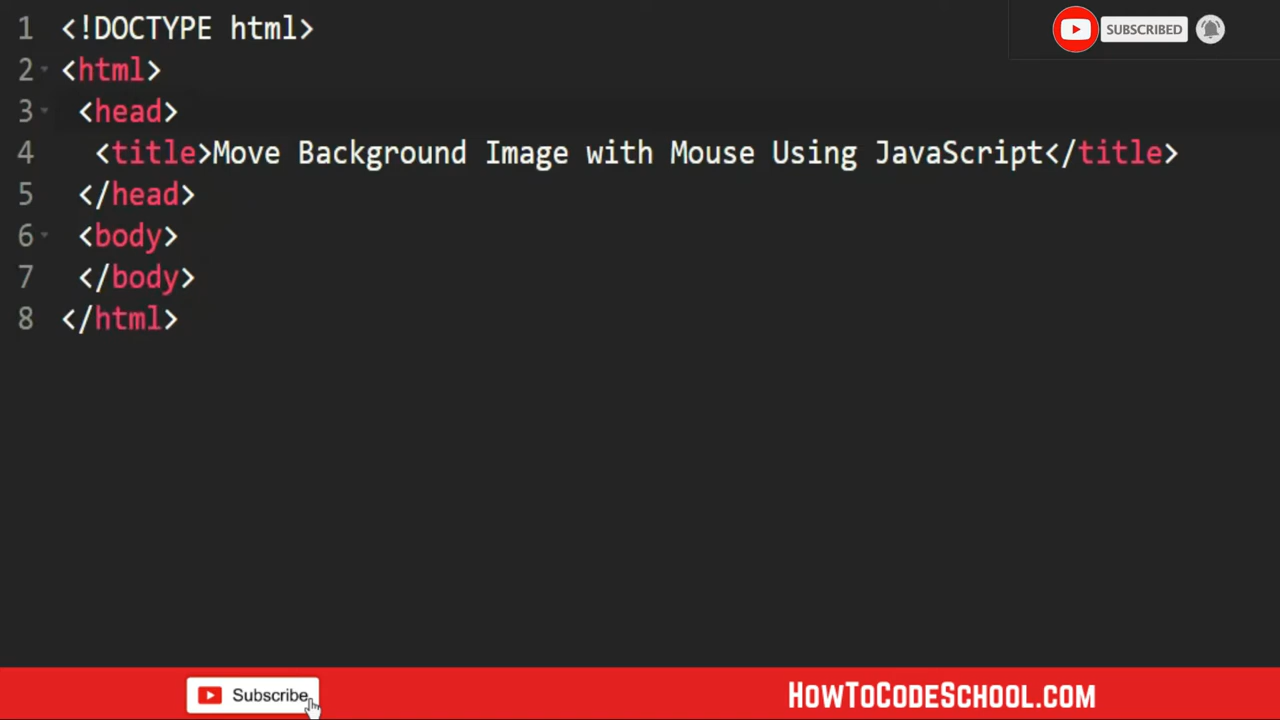 1 <!DOCTYPE html>
2 <html>
3 <head>
4 <title>Move Background Image with Mouse Using JavaScript</title>
5 </head>
6 <body>
7 </body>
8 </html>
SUBSCRIBED
Subscribe
HOWTOCODESCHOOL.COM